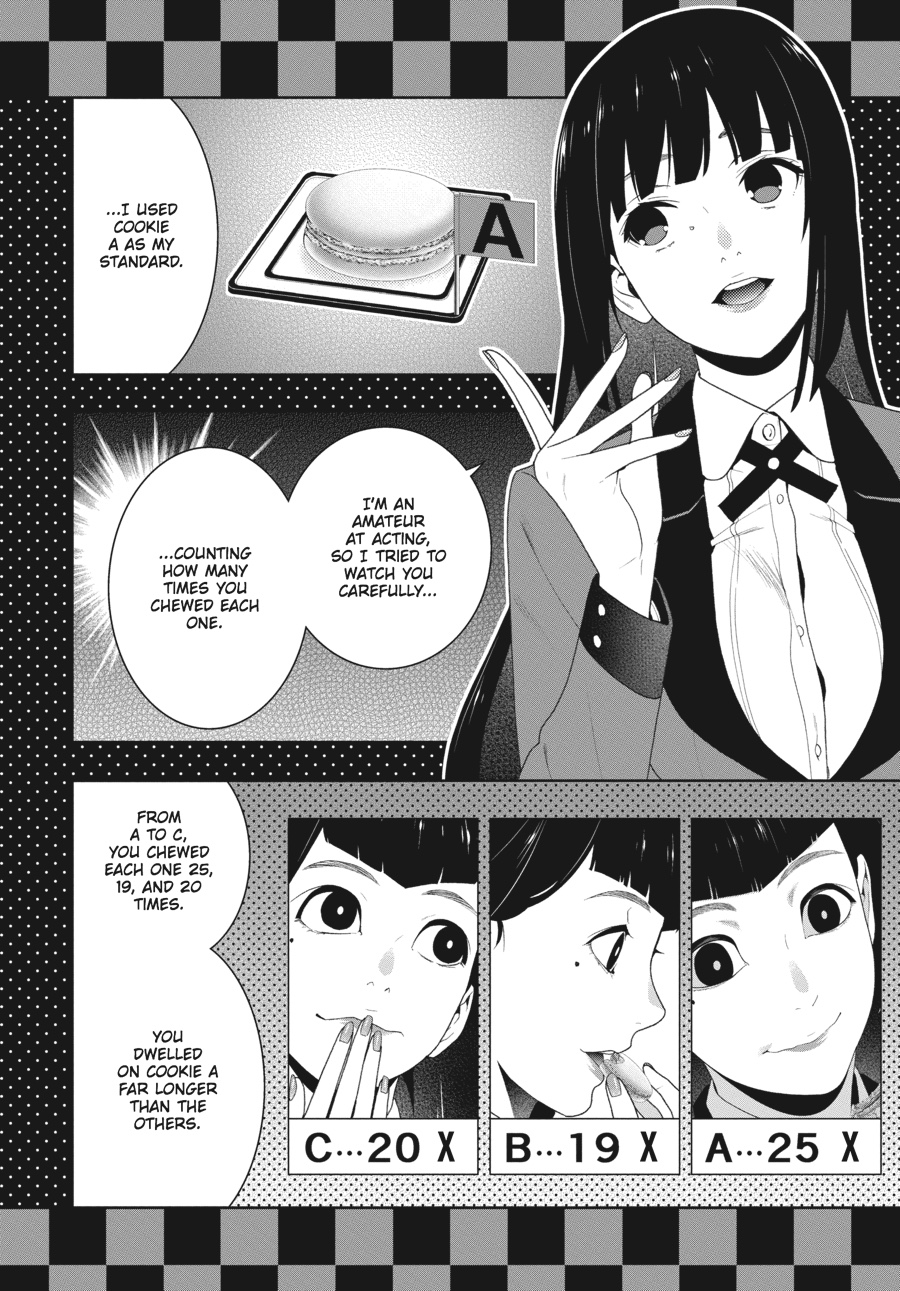 ...I USED
COOKIE
A AS MY
STANDARD.
A
I'M AN
AMATEUR
AT ACTING,
SO I TRIED TO
WATCH YOU
CAREFULLY...
...COUNTING
HOW MANY
TIMES YOU
CHEWED EACH
ONE.
FROM
A TO C,
YOU CHEWED
EACH ONE 25,
19, AND 20
TIMES.
YOU
DWELLED
ON COOKIE A
FAR LONGER
THAN THE
OTHERS.
C...20 X
B...19 X
A...25 X